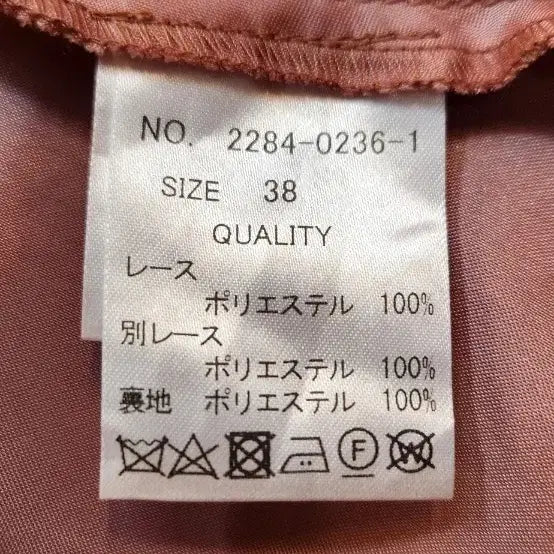 NO. 2284-0236-1
SIZE 38
QUALITY
レース
ポリエステル 100%
別レース
ポリエステル 100%
裏地 ポリエステル 100%
F W